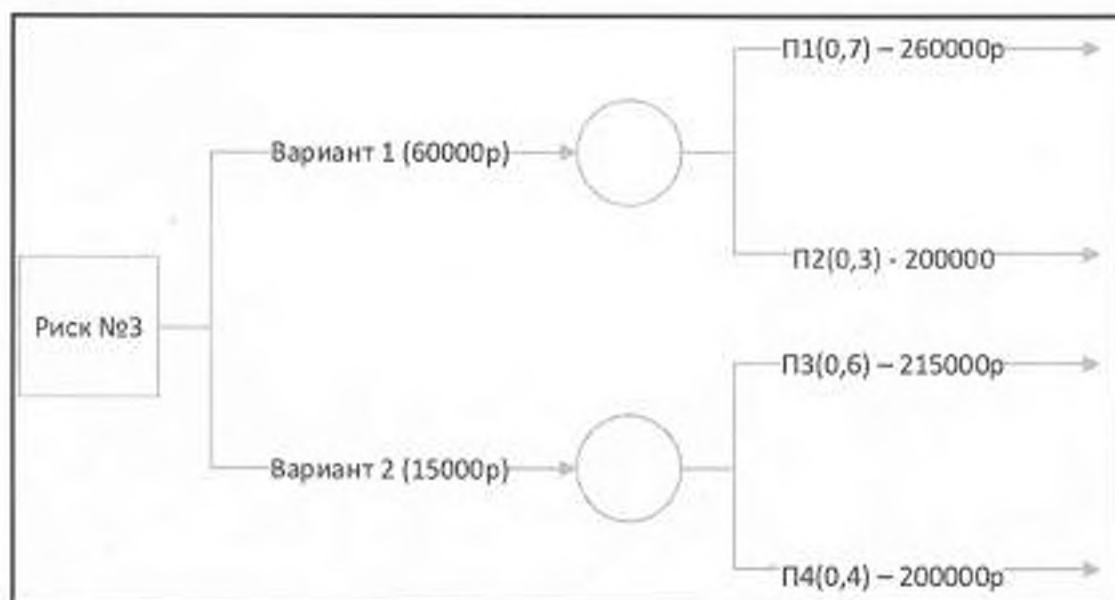 П1(0,7) – 260000р
Вариант 1 (60000р)
П2(0,3) - 200000
Риск №3
П3(0,6) – 215000р
Вариант 2 (15000р)
П4(0,4) – 200000р